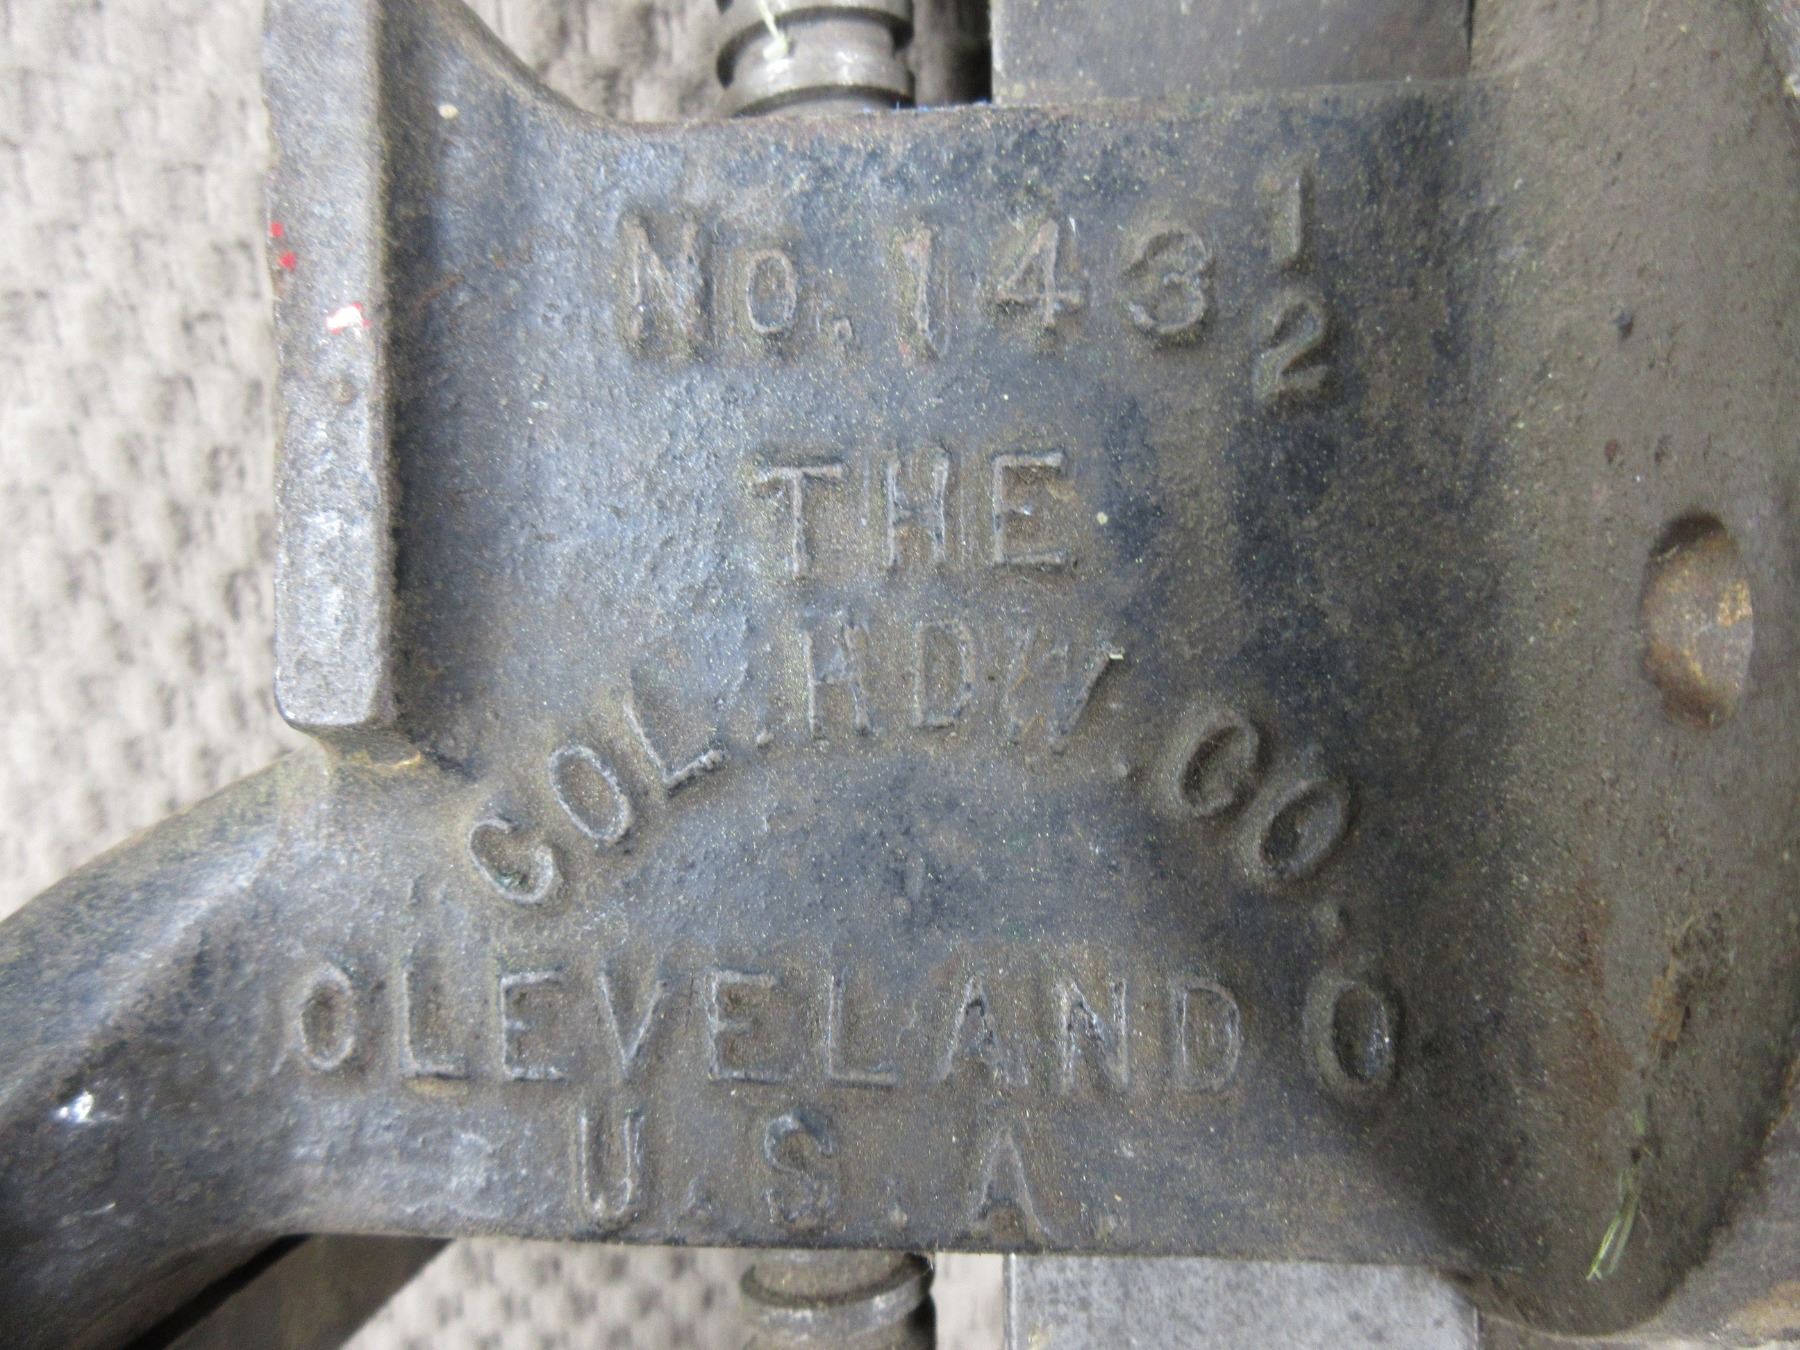 No. 143 1/2
THE
COL. HDW. CO.
CLEVELAND O
U.S.A.